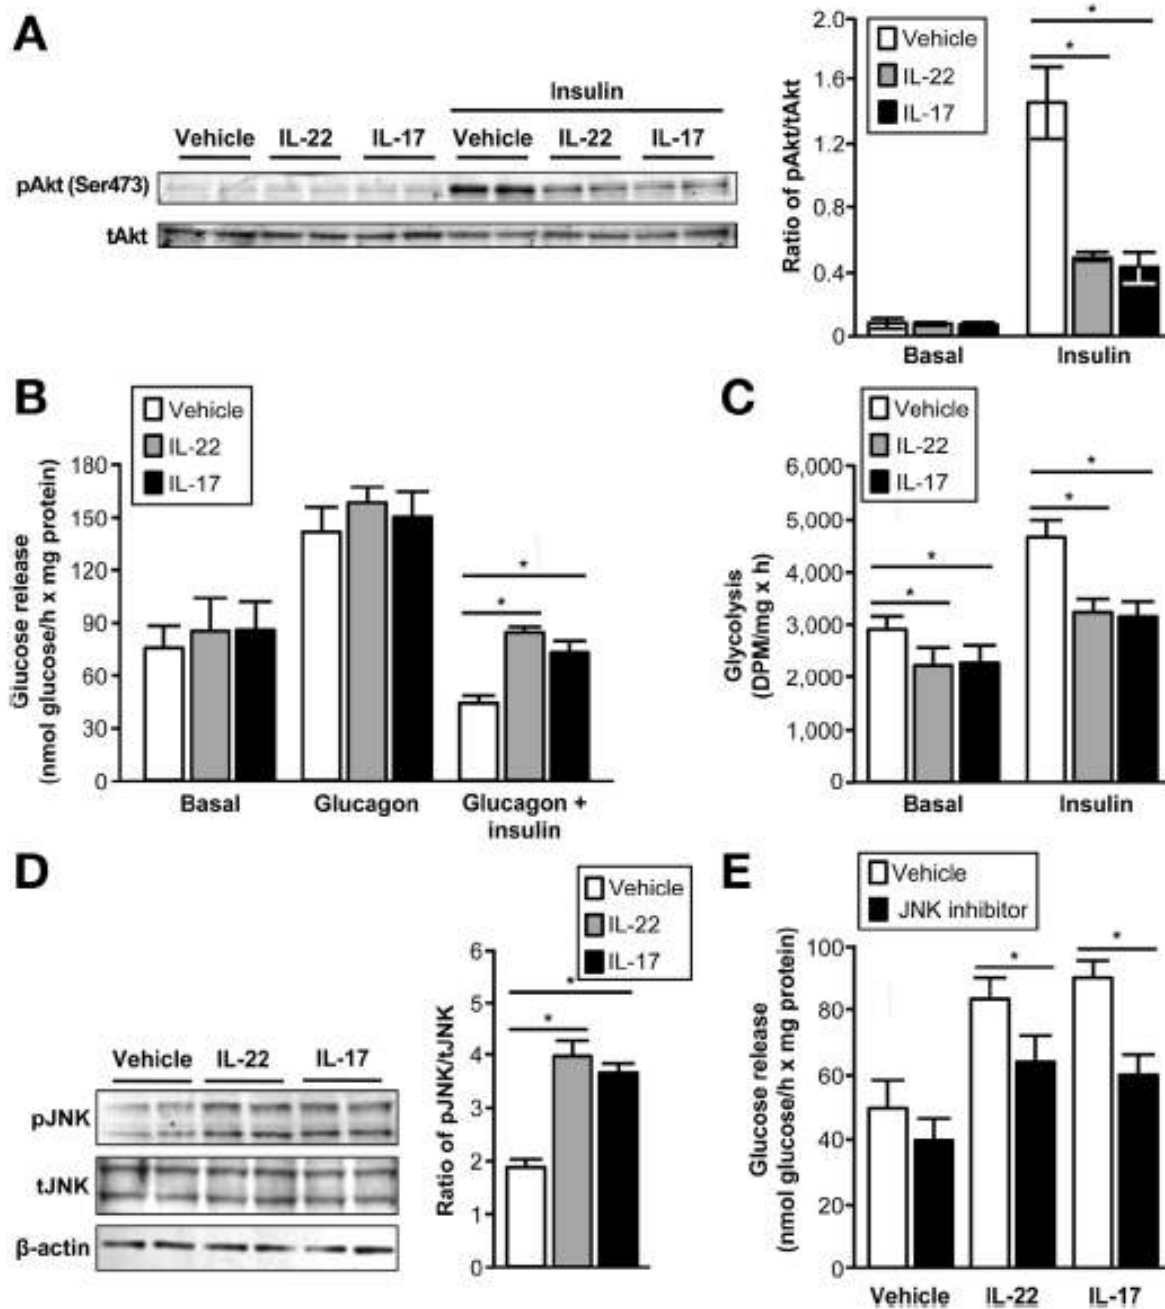 A
Insulin
Vehicle IL-22 IL-17 Vehicle IL-22 IL-17
pAkt (Ser473)
tAkt
Ratio of pAkt/tAkt
2.0
1.6
1.2
0.8
0.4
0
Vehicle
IL-22
IL-17
*
*
Basal Insulin
B
Glucose release
(nmol glucose/h x mg protein)
180
150
120
90
60
30
0
Vehicle
IL-22
IL-17
*
*
Basal Glucagon Glucagon +
insulin
C
Glycolysis
(DPM/mg x h)
6,000
5,000
4,000
3,000
2,000
1,000
0
Vehicle
IL-22
IL-17
*
*
*
*
Basal Insulin
D
Vehicle IL-22 IL-17
pJNK
tJNK
β-actin
Ratio of pJNK/tJNK
6
5
4
3
2
1
0
Vehicle
IL-22
IL-17
*
*
E
Vehicle
JNK inhibitor
Glucose release
(nmol glucose/h x mg protein)
100
80
60
40
20
0
*
*
Vehicle IL-22 IL-17